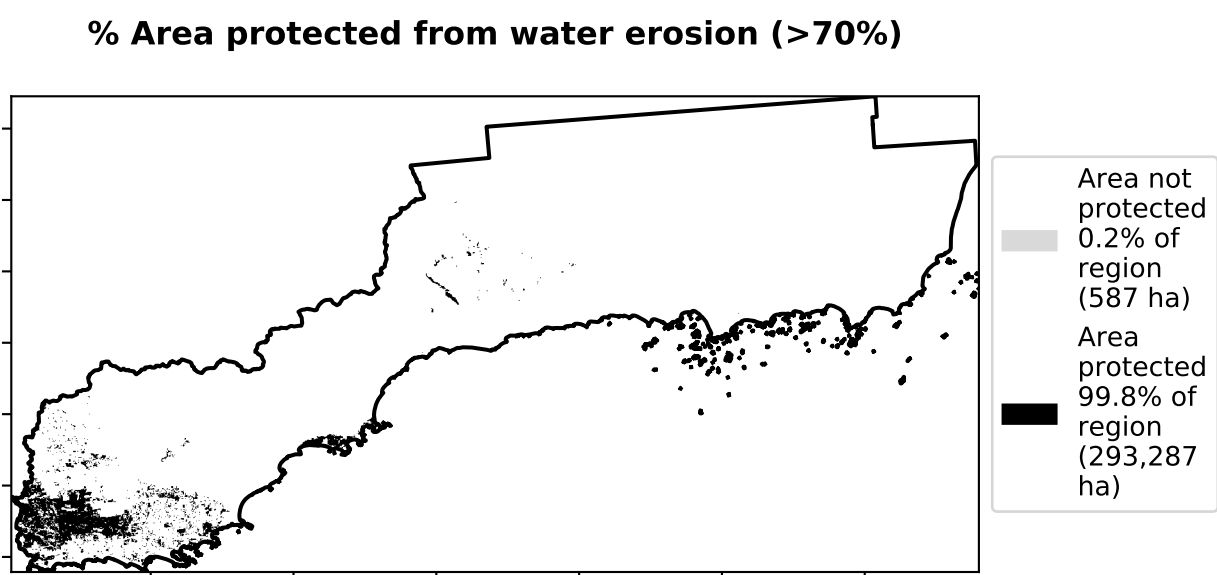 % Area protected from water erosion (>70%)
Area not
protected
0.2% of
region
(587 ha)
Area
protected
99.8% of
region
(293,287
ha)